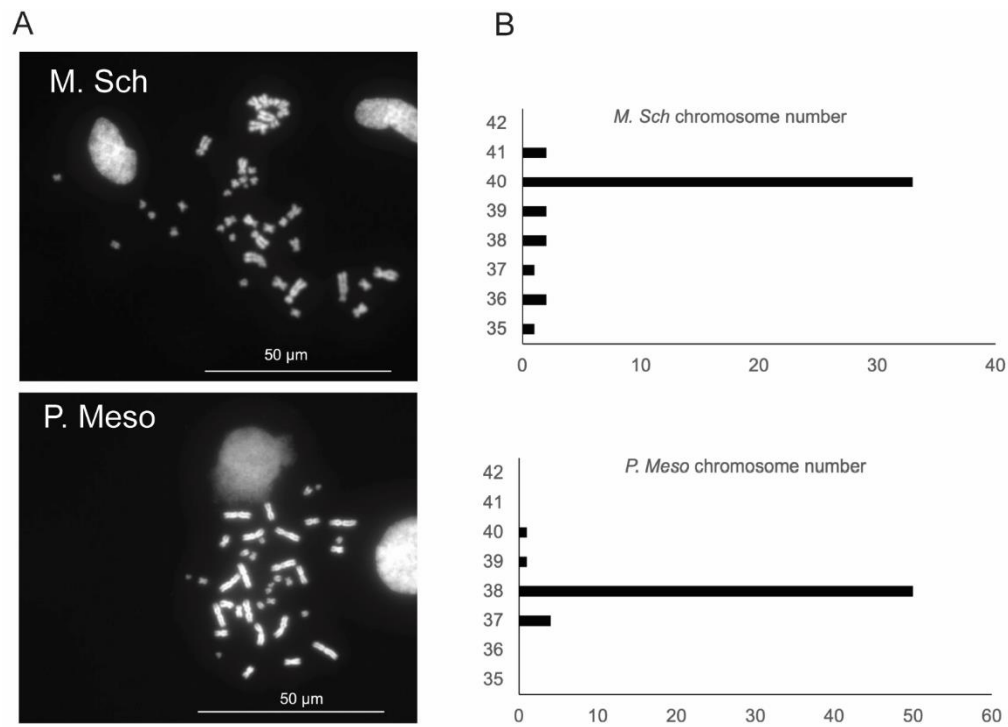 A
M. Sch
50 µm
P. Meso
50 µm
B
M. Sch chromosome number
42
41
40
39
38
37
36
35
0 10 20 30 40
P. Meso chromosome number
42
41
40
39
38
37
36
35
0 10 20 30 40 50 60